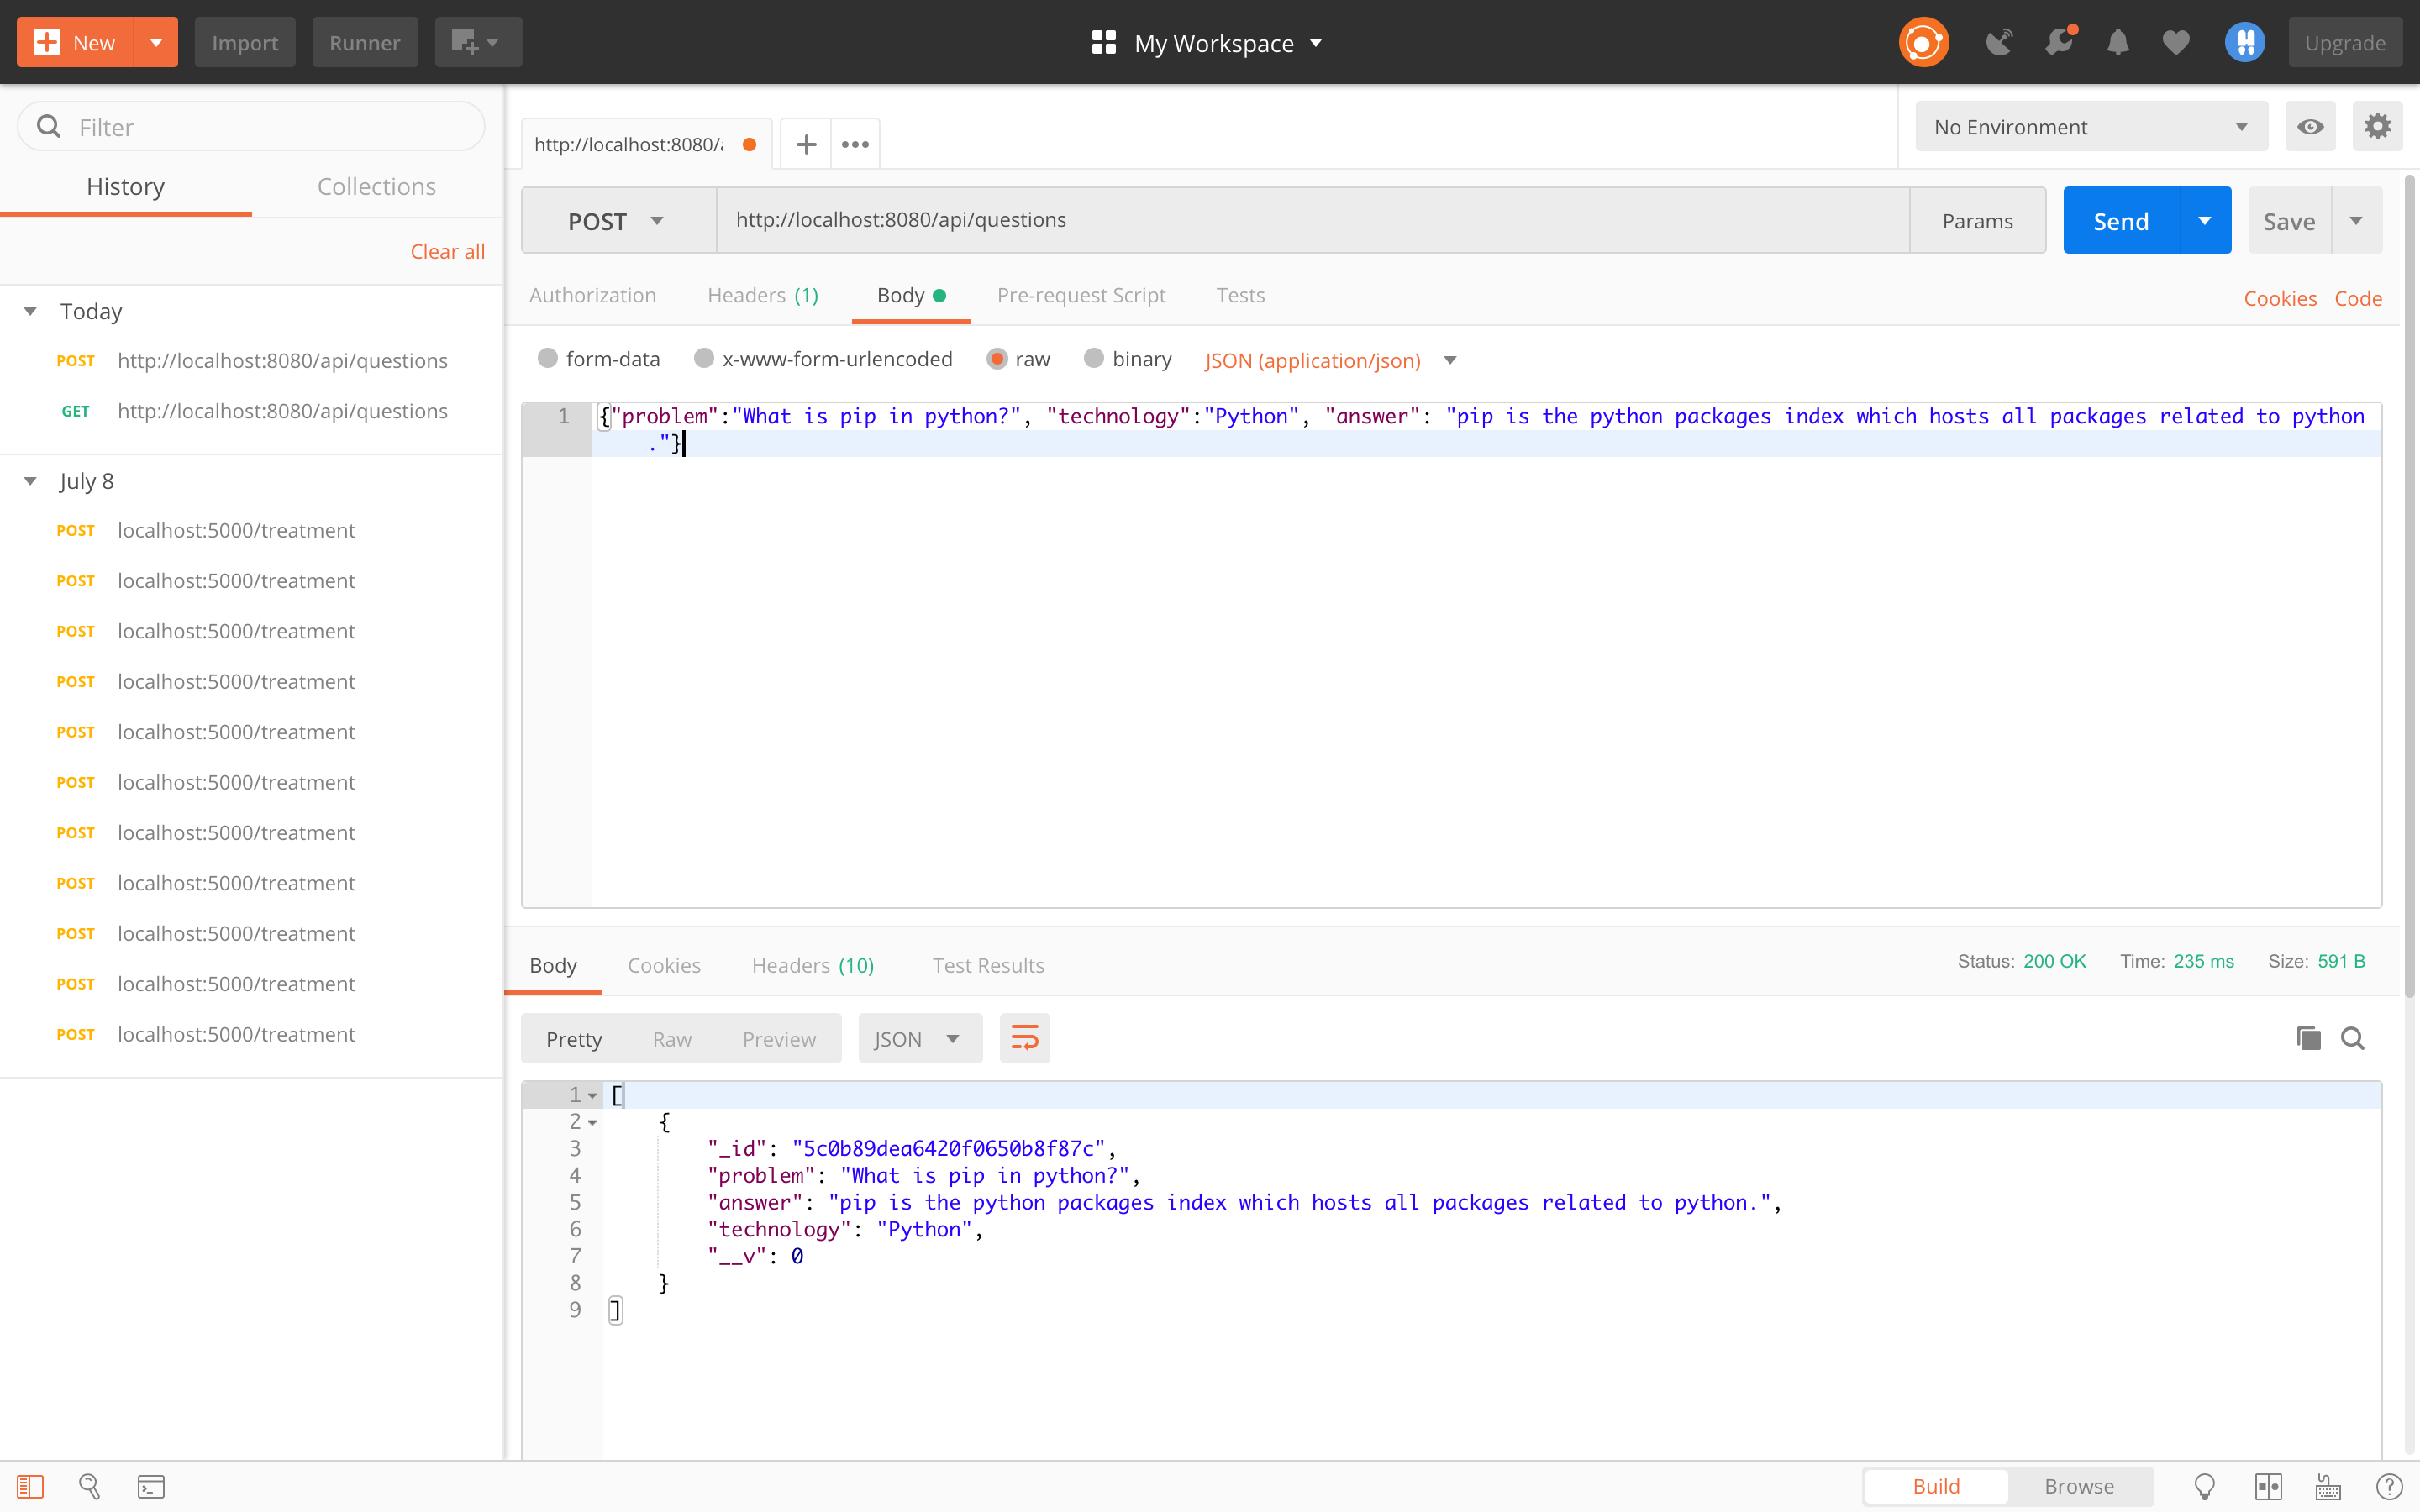 New
Import
Runner
My Workspace
Upgrade
Filter
History
Collections
Clear all
Today
POST http://localhost:8080/api/questions
GET http://localhost:8080/api/questions
July 8
POST localhost:5000/treatment
POST localhost:5000/treatment
POST localhost:5000/treatment
POST localhost:5000/treatment
POST localhost:5000/treatment
POST localhost:5000/treatment
POST localhost:5000/treatment
POST localhost:5000/treatment
POST localhost:5000/treatment
POST localhost:5000/treatment
POST localhost:5000/treatment
http://localhost:8080/
No Environment
POST
http://localhost:8080/api/questions
Params
Send
Save
Authorization
Headers (1)
Body
Pre-request Script
Tests
Cookies
Code
form-data
x-www-form-urlencoded
raw
binary
JSON (application/json)
1 {"problem":"What is pip in python?", "technology":"Python", "answer": "pip is the python packages index which hosts all packages related to python
."}
Body
Cookies
Headers (10)
Test Results
Status: 200 OK
Time: 235 ms
Size: 591 B
Pretty
Raw
Preview
JSON
1 [
2 {
3 "_id": "5c0b89dea6420f0650b8f87c",
4 "problem": "What is pip in python?",
5 "answer": "pip is the python packages index which hosts all packages related to python.",
6 "technology": "Python",
7 "__v": 0
8 }
9 ]
Build
Browse